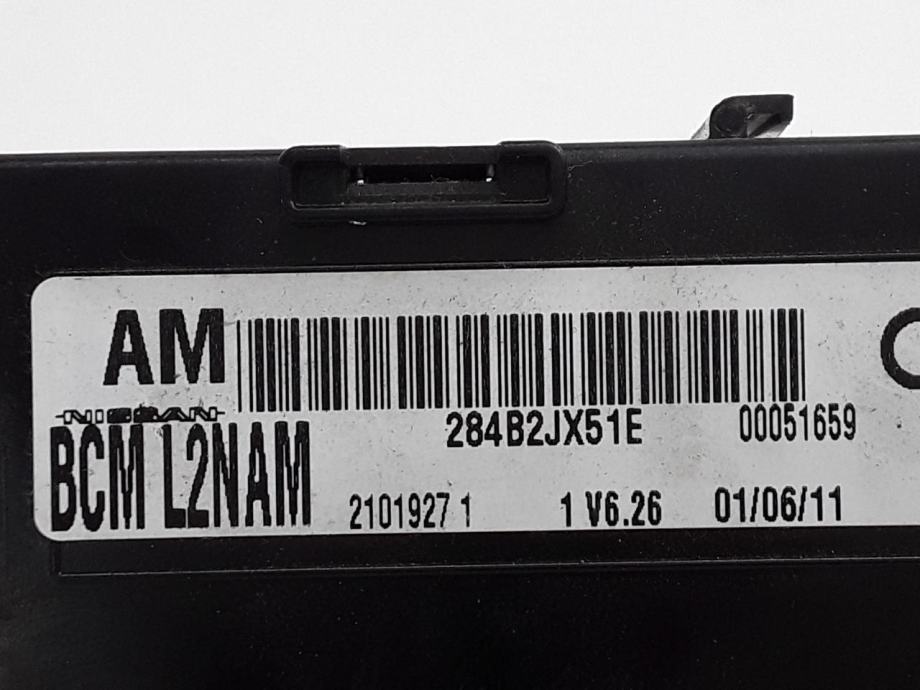 AM
NISSAN
BCM L2NAM
284B2JX51E 00051659
2101927 1 1 V6.26 01/06/11